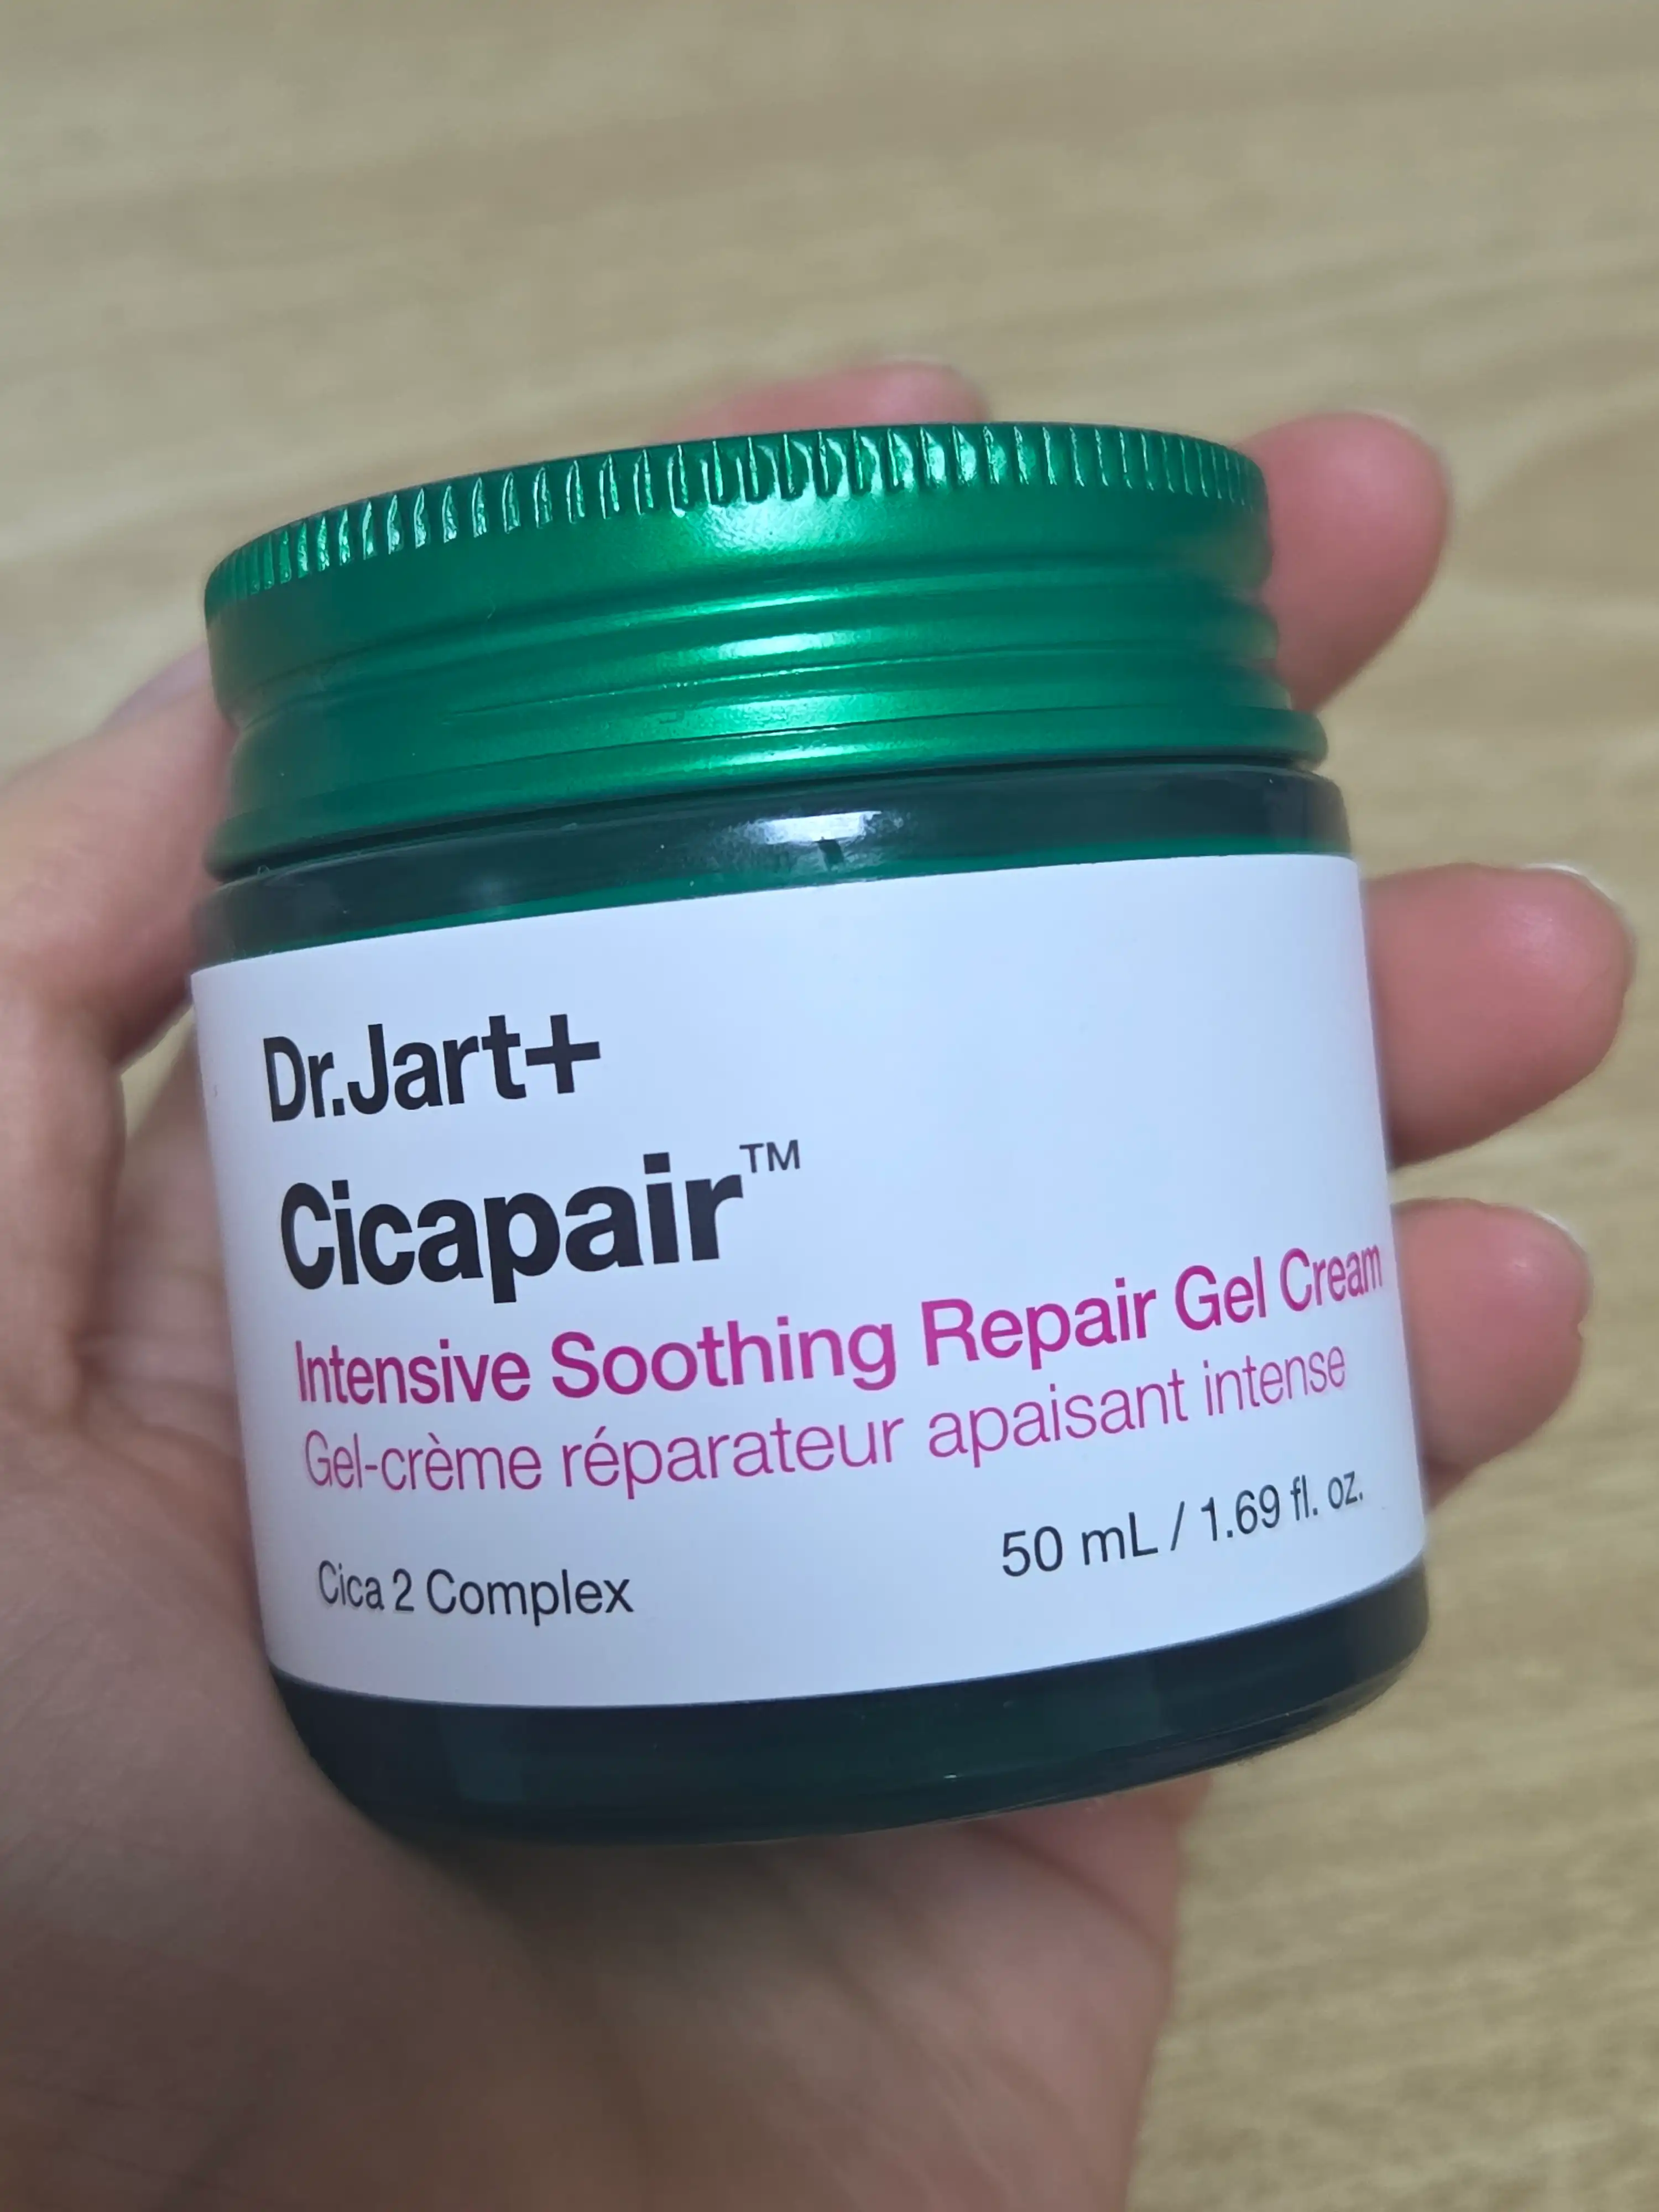 Dr.Jart+
Cicapair™
Intensive Soothing Repair Gel Cream
Gel-crème réparateur apaisant intense
50 mL / 1.69 fl. oz.
Cica 2 Complex